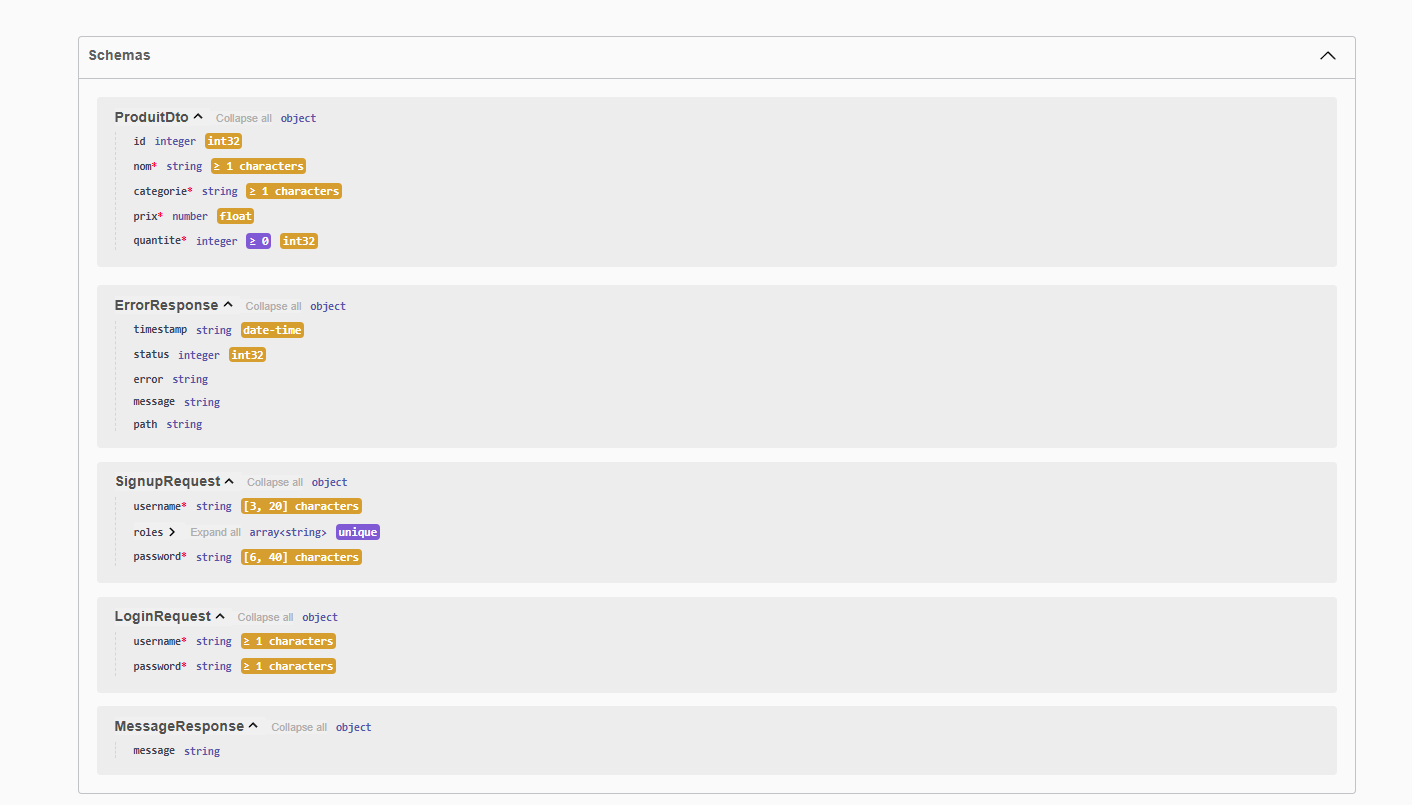 Schemas
ProduitDto Collapse all object
id integer int32
nom* string ≥ 1 characters
categorie* string ≥ 1 characters
prix* number float
quantite* integer ≥ 0 int32
ErrorResponse Collapse all object
timestamp string date-time
status integer int32
error string
message string
path string
SignupRequest Collapse all object
username* string [3, 20] characters
roles Expand all array<string> unique
password* string [6, 40] characters
LoginRequest Collapse all object
username* string ≥ 1 characters
password* string ≥ 1 characters
MessageResponse Collapse all object
message string